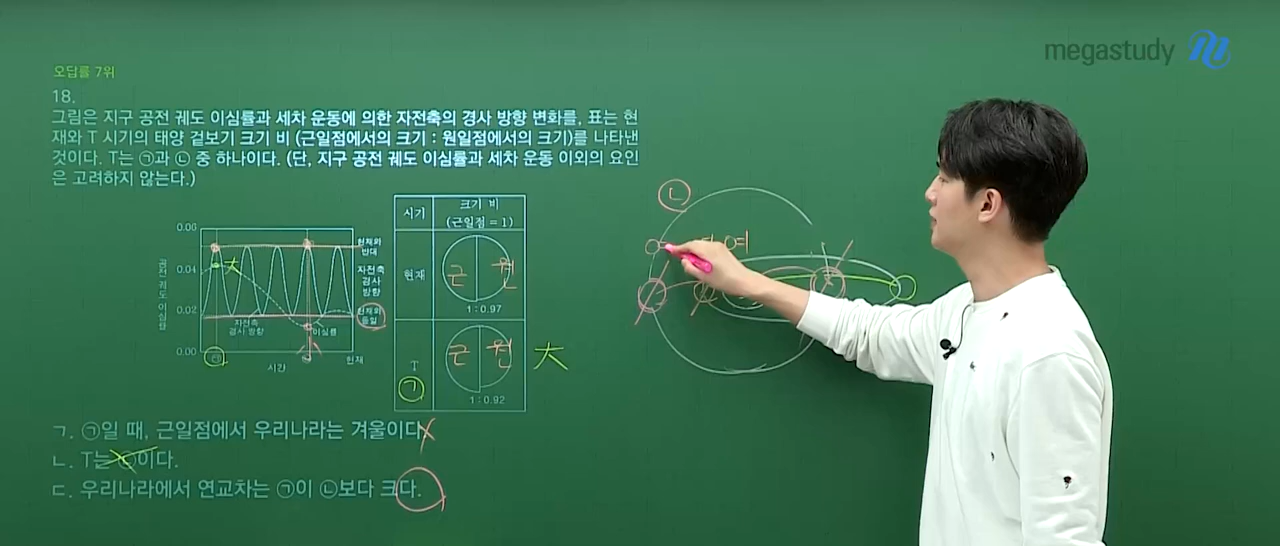 megastudy
오답률 7위
18.
그림은 지구 공전 궤도 이심률과 세차 운동에 의한 자전축의 경사 방향 변화를, 표는 현
재와 T 시기의 태양 겉보기 크기 비 (근일점에서의 크기 : 원일점에서의 크기)를 나타낸
것이다. T는 ㉠과 ㉡ 중 하나이다. (단, 지구 공전 궤도 이심률과 세차 운동 이외의 요인
은 고려하지 않는다.)
0.00
0.04
0.02
0.00
공전 궤도 이심률
현재와
반대
자전축
경사
방향
현재와
동일
자전축
경사 방향
이심률
㉠
시간
현재
시기
크기 비
(근일점 = 1)
현재
근 원
1 : 0.97
T
㉠
근 원
1 : 0.92
大
大
ㄱ. ㉠일 때, 근일점에서 우리나라는 겨울이다.
ㄴ. T는 ㉡이다.
ㄷ. 우리나라에서 연교차는 ㉠이 ㉡보다 크다.
㉡
여